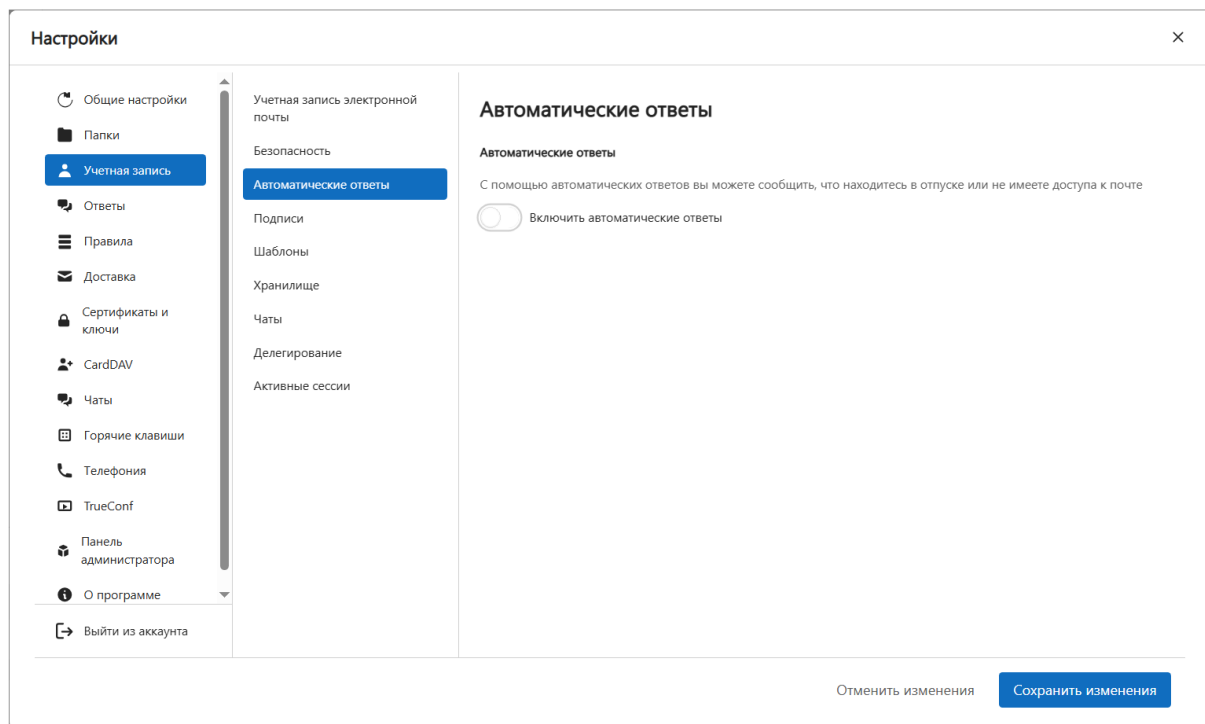 Настройки
Общие настройки
Папки
Учетная запись
Ответы
Правила
Доставка
Сертификаты и
ключи
CardDAV
Чаты
Горячие клавиши
Телефония
TrueConf
Панель
администратора
О программе
Выйти из аккаунта
Учетная запись электронной
почты
Безопасность
Автоматические ответы
Подписи
Шаблоны
Хранилище
Чаты
Делегирование
Активные сессии
Автоматические ответы
Автоматические ответы
С помощью автоматических ответов вы можете сообщить, что находитесь в отпуске или не имеете доступа к почте
Включить автоматические ответы
Отменить изменения
Сохранить изменения